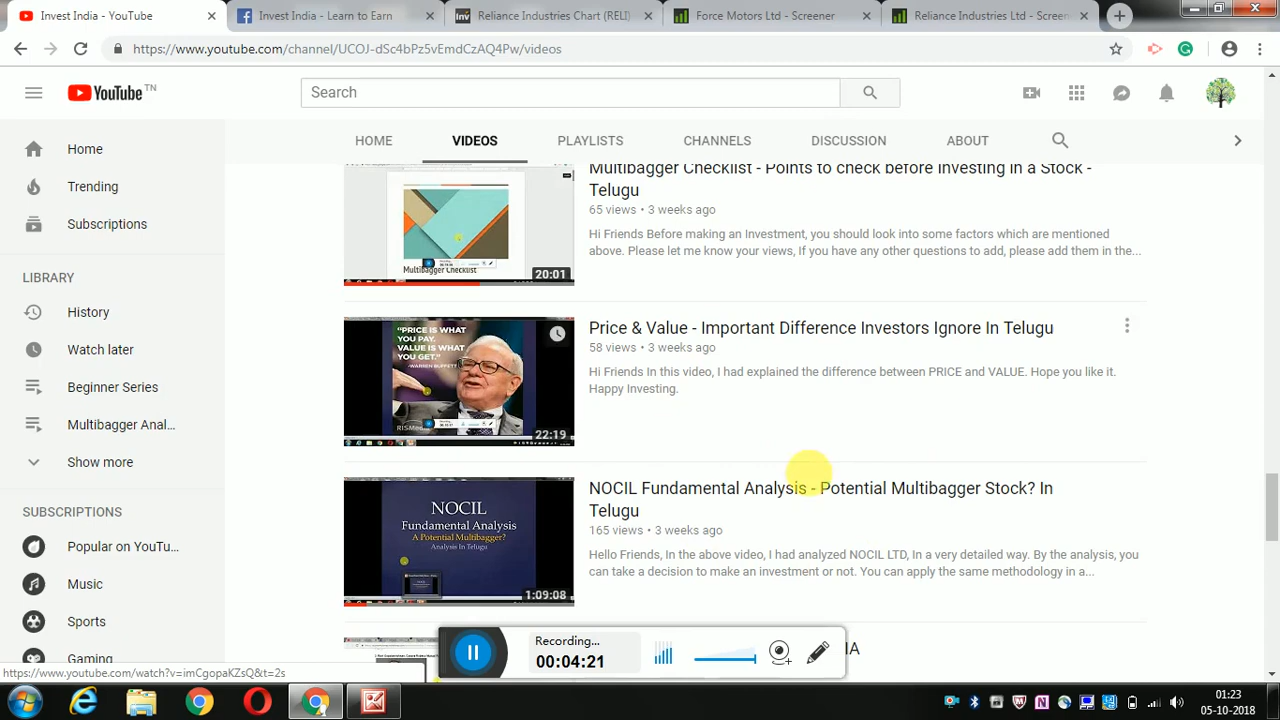 Invest India - YouTube
Invest India - Learn to Earn
Reliance Industries Chart (RELI)
Force Motors Ltd - Screener
Reliance Industries Ltd - Screen
https://www.youtube.com/channel/UCOJ-dSc4bPz5vEmdCzAQ4Pw/videos
YouTube TN
Search
HOME
VIDEOS
PLAYLISTS
CHANNELS
DISCUSSION
ABOUT
Home
Trending
Subscriptions
LIBRARY
History
Watch later
Beginner Series
Multibagger Anal...
Show more
SUBSCRIPTIONS
Popular on YouTu...
Music
Sports
Gaming
Multibagger Checklist
20:01
Multibagger Checklist - Points to check before Investing in a Stock -
Telugu
65 views • 3 weeks ago
Hi Friends Before making an Investment, you should look into some factors which are mentioned
above. Please let me know your views, If you have any other questions to add, please add them in the...
"PRICE IS WHAT
YOU PAY.
VALUE IS WHAT
YOU GET."
-WARREN BUFFETT
RISMedia
22:19
Price & Value - Important Difference Investors Ignore In Telugu
58 views • 3 weeks ago
Hi Friends In this video, I had explained the difference between PRICE and VALUE. Hope you like it.
Happy Investing.
NOCIL
Fundamental Analysis
A Potential Multibagger?
Analysis In Telugu
1:09:08
NOCIL Fundamental Analysis - Potential Multibagger Stock? In
Telugu
165 views • 3 weeks ago
Hello Friends, In the above video, I had analyzed NOCIL LTD, In a very detailed way. By the analysis, you
can take a decision to make an investment or not. You can apply the same methodology in a...
IA
Recording...
00:04:21
https://www.youtube.com/watch?v=imCgopaKZsQ&t=2s
01:23
05-10-2018